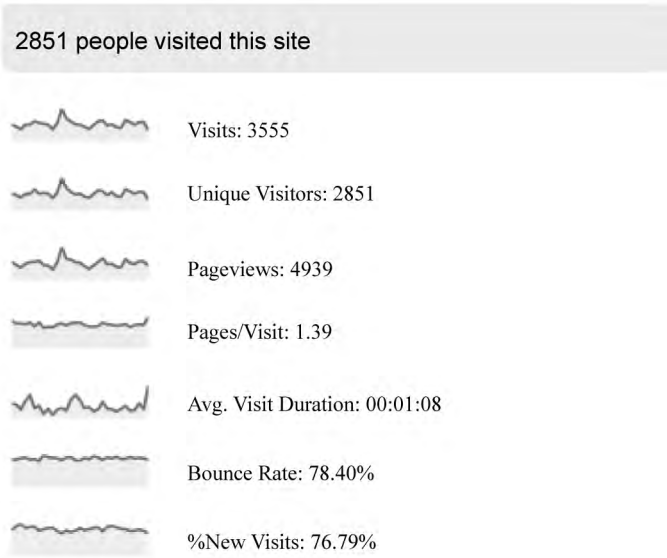 2851 people visited this site
Visits: 3555
Unique Visitors: 2851
Pageviews: 4939
Pages/Visit: 1.39
Avg. Visit Duration: 00:01:08
Bounce Rate: 78.40%
%New Visits: 76.79%